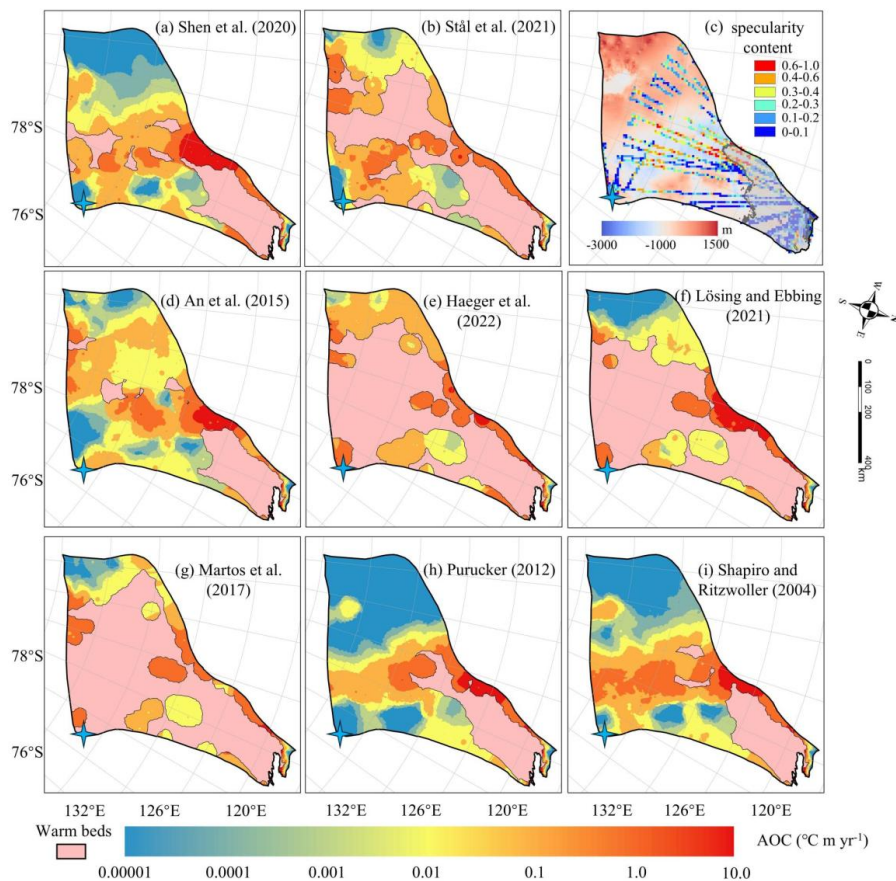 (a) Shen et al. (2020)
(b) Stål et al. (2021)
(c) specularity
content
0.6-1.0
0.4-0.6
0.3-0.4
0.2-0.3
0.1-0.2
0-0.1
-3000 -1000 1500 m
78°S
76°S
(d) An et al. (2015)
(e) Haeger et al.
(2022)
(f) Lösing and Ebbing
(2021)
W
S
N
E
0
100
200
400
km
78°S
76°S
(g) Martos et al.
(2017)
(h) Purucker (2012)
(i) Shapiro and
Ritzwoller (2004)
78°S
76°S
132°E 126°E 120°E 132°E 126°E 120°E 132°E 126°E 120°E
Warm beds
AOC (°C m yr⁻¹)
0.00001 0.0001 0.001 0.01 0.1 1.0 10.0